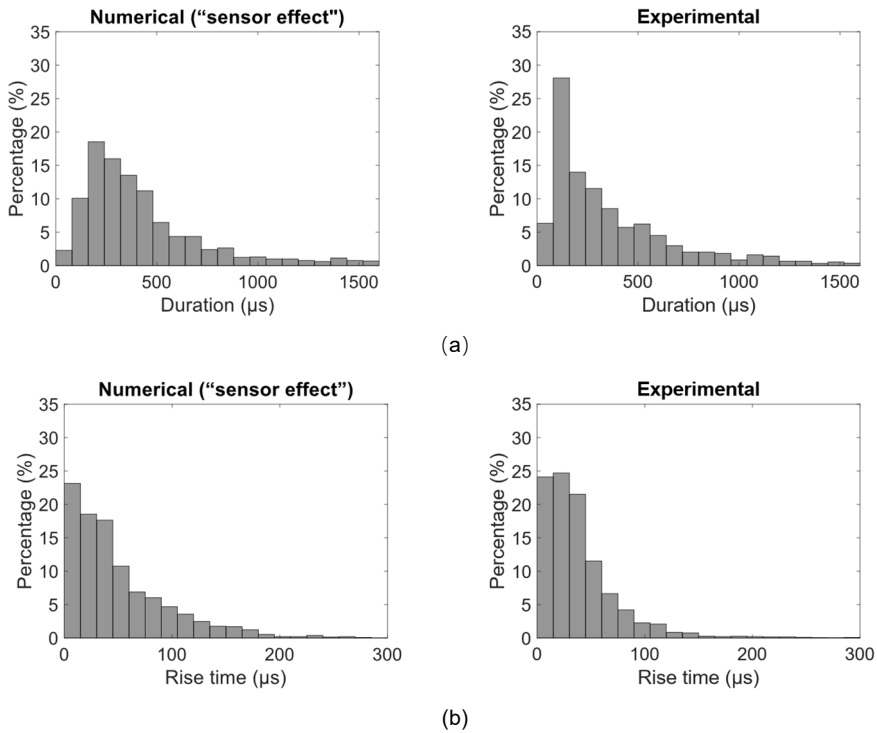 Numerical (“sensor effect") Experimental
35 35
30 30
25 25
20 20
15 15
10 10
5 5
0 0
Percentage (%) Percentage (%)
0 500 1000 1500 0 500 1000 1500
Duration (µs) Duration (µs)
(a)
Numerical (“sensor effect”) Experimental
35 35
30 30
25 25
20 20
15 15
10 10
5 5
0 0
Percentage (%) Percentage (%)
0 100 200 300 0 100 200 300
Rise time (µs) Rise time (µs)
(b)